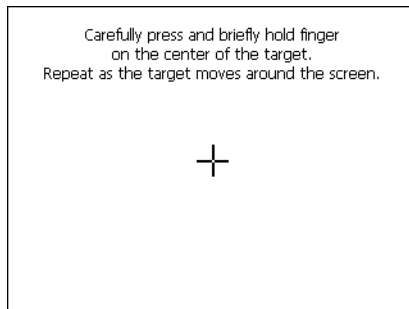 Carefully press and briefly hold finger
on the center of the target.
Repeat as the target moves around the screen.